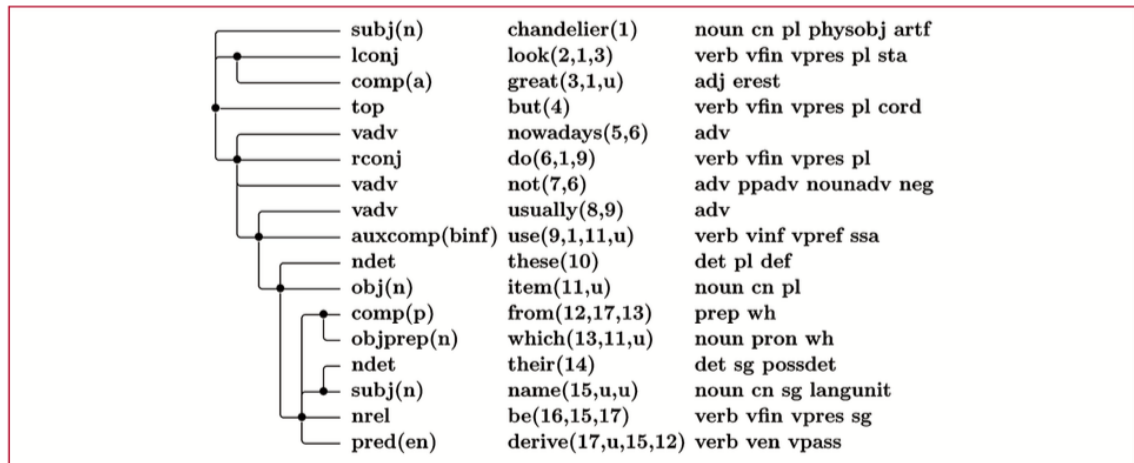 subj(n) chandelier(1) noun cn pl physobj artf
lconj look(2,1,3) verb vfin vpres pl sta
comp(a) great(3,1,u) adj erest
top but(4) verb vfin vpres pl cord
vadv nowadays(5,6) adv
rconj do(6,1,9) verb vfin vpres pl
vadv not(7,6) adv ppadv nounadv neg
vadv usually(8,9) adv
auxcomp(binf) use(9,1,11,u) verb vinf vpref ssa
ndet these(10) det pl def
obj(n) item(11,u) noun cn pl
comp(p) from(12,17,13) prep wh
objprep(n) which(13,11,u) noun pron wh
ndet their(14) det sg possdet
subj(n) name(15,u,u) noun cn sg langunit
nrel be(16,15,17) verb vfin vpres sg
pred(en) derive(17,u,15,12) verb ven vpass